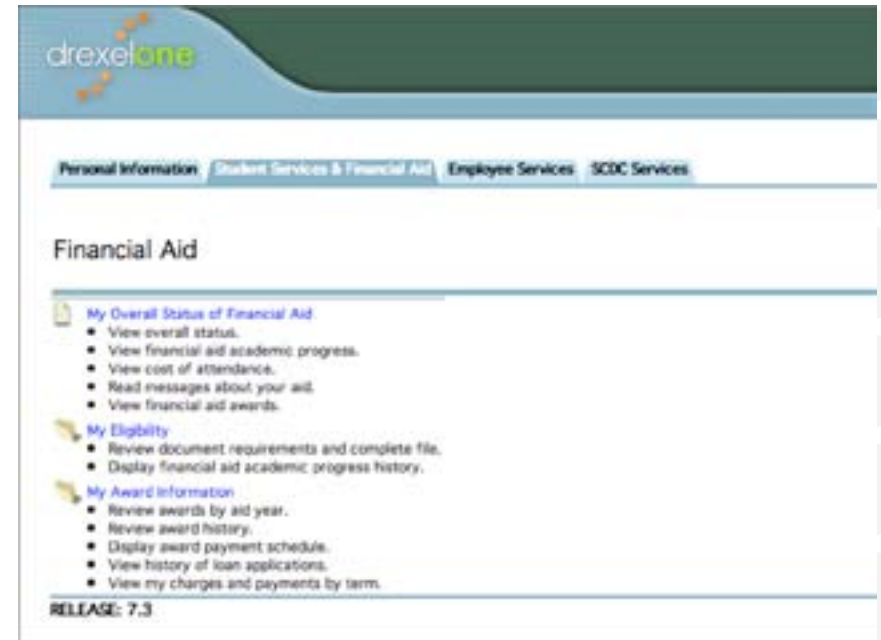 drexelone
Personal Information Student Services & Financial Aid Employee Services SCDC Services
Financial Aid
My Overall Status of Financial Aid
• View overall status.
• View financial aid academic progress.
• View cost of attendance.
• Read messages about your aid.
• View financial aid awards.
My Eligibility
• Review document requirements and complete file.
• Display financial aid academic progress history.
My Award Information
• Review awards by aid year.
• Review award history.
• Display award payment schedule.
• View history of loan applications.
• View my charges and payments by term.
RELEASE: 7.3